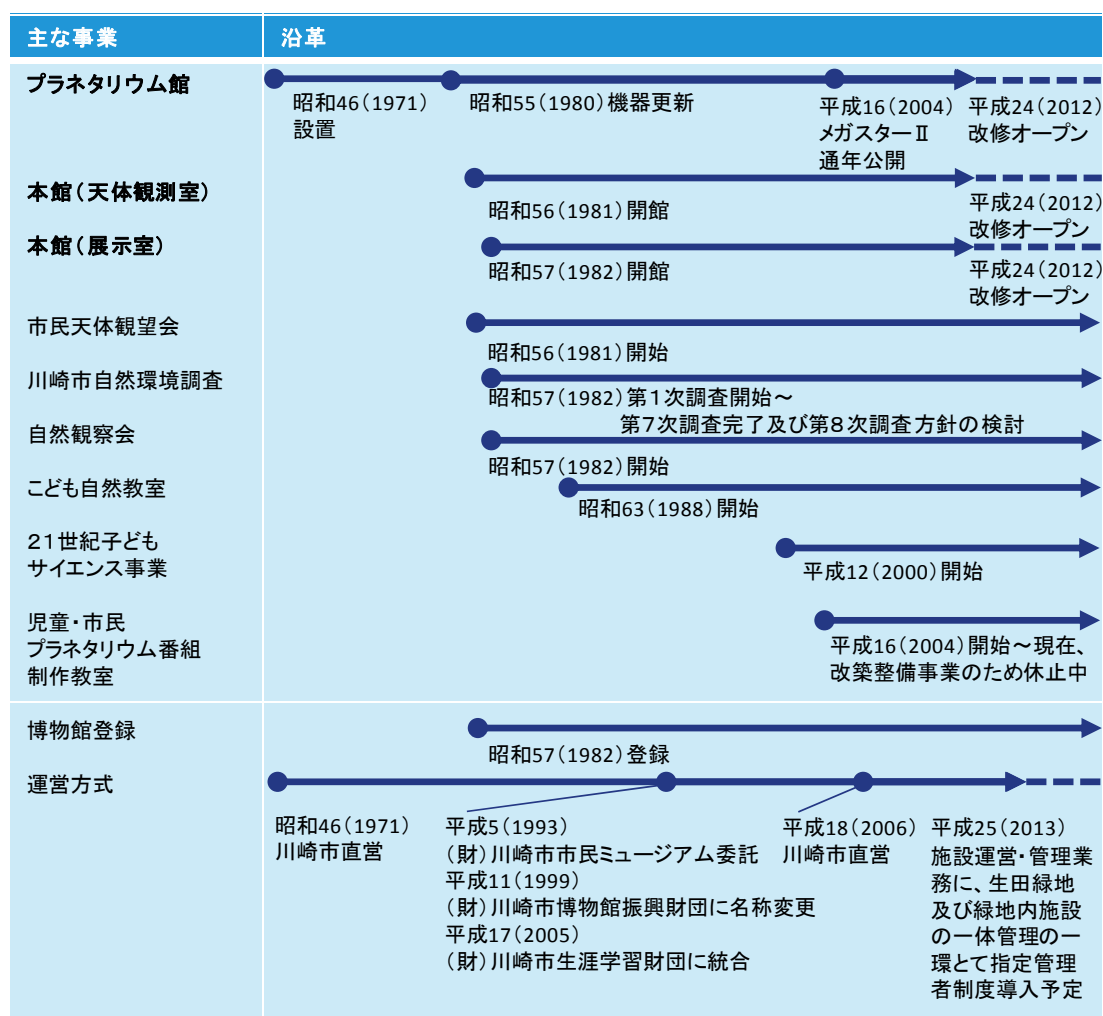 主な事業 沿革
プラネタリウム館
昭和46(1971)
設置
昭和55(1980)機器更新
平成16(2004)
メガスターⅡ
通年公開
平成24(2012)
改修オープン
本館(天体観測室)
昭和56(1981)開館
平成24(2012)
改修オープン
本館(展示室)
昭和57(1982)開館
平成24(2012)
改修オープン
市民天体観望会
昭和56(1981)開始
川崎市自然環境調査
昭和57(1982)第1次調査開始～
第7次調査完了及び第8次調査方針の検討
自然観察会
昭和57(1982)開始
こども自然教室
昭和63(1988)開始
21世紀子ども
サイエンス事業
平成12(2000)開始
児童・市民
プラネタリウム番組
制作教室
平成16(2004)開始～現在、
改築整備事業のため休止中
博物館登録
昭和57(1982)登録
運営方式
昭和46(1971)
川崎市直営
平成5(1993)
(財)川崎市市民ミュージアム委託
平成11(1999)
(財)川崎市博物館振興財団に名称変更
平成17(2005)
(財)川崎市生涯学習財団に統合
平成18(2006)
川崎市直営
平成25(2013)
施設運営・管理業
務に、生田緑地
及び緑地内施設
の一体管理の一
環とて指定管理
者制度導入予定